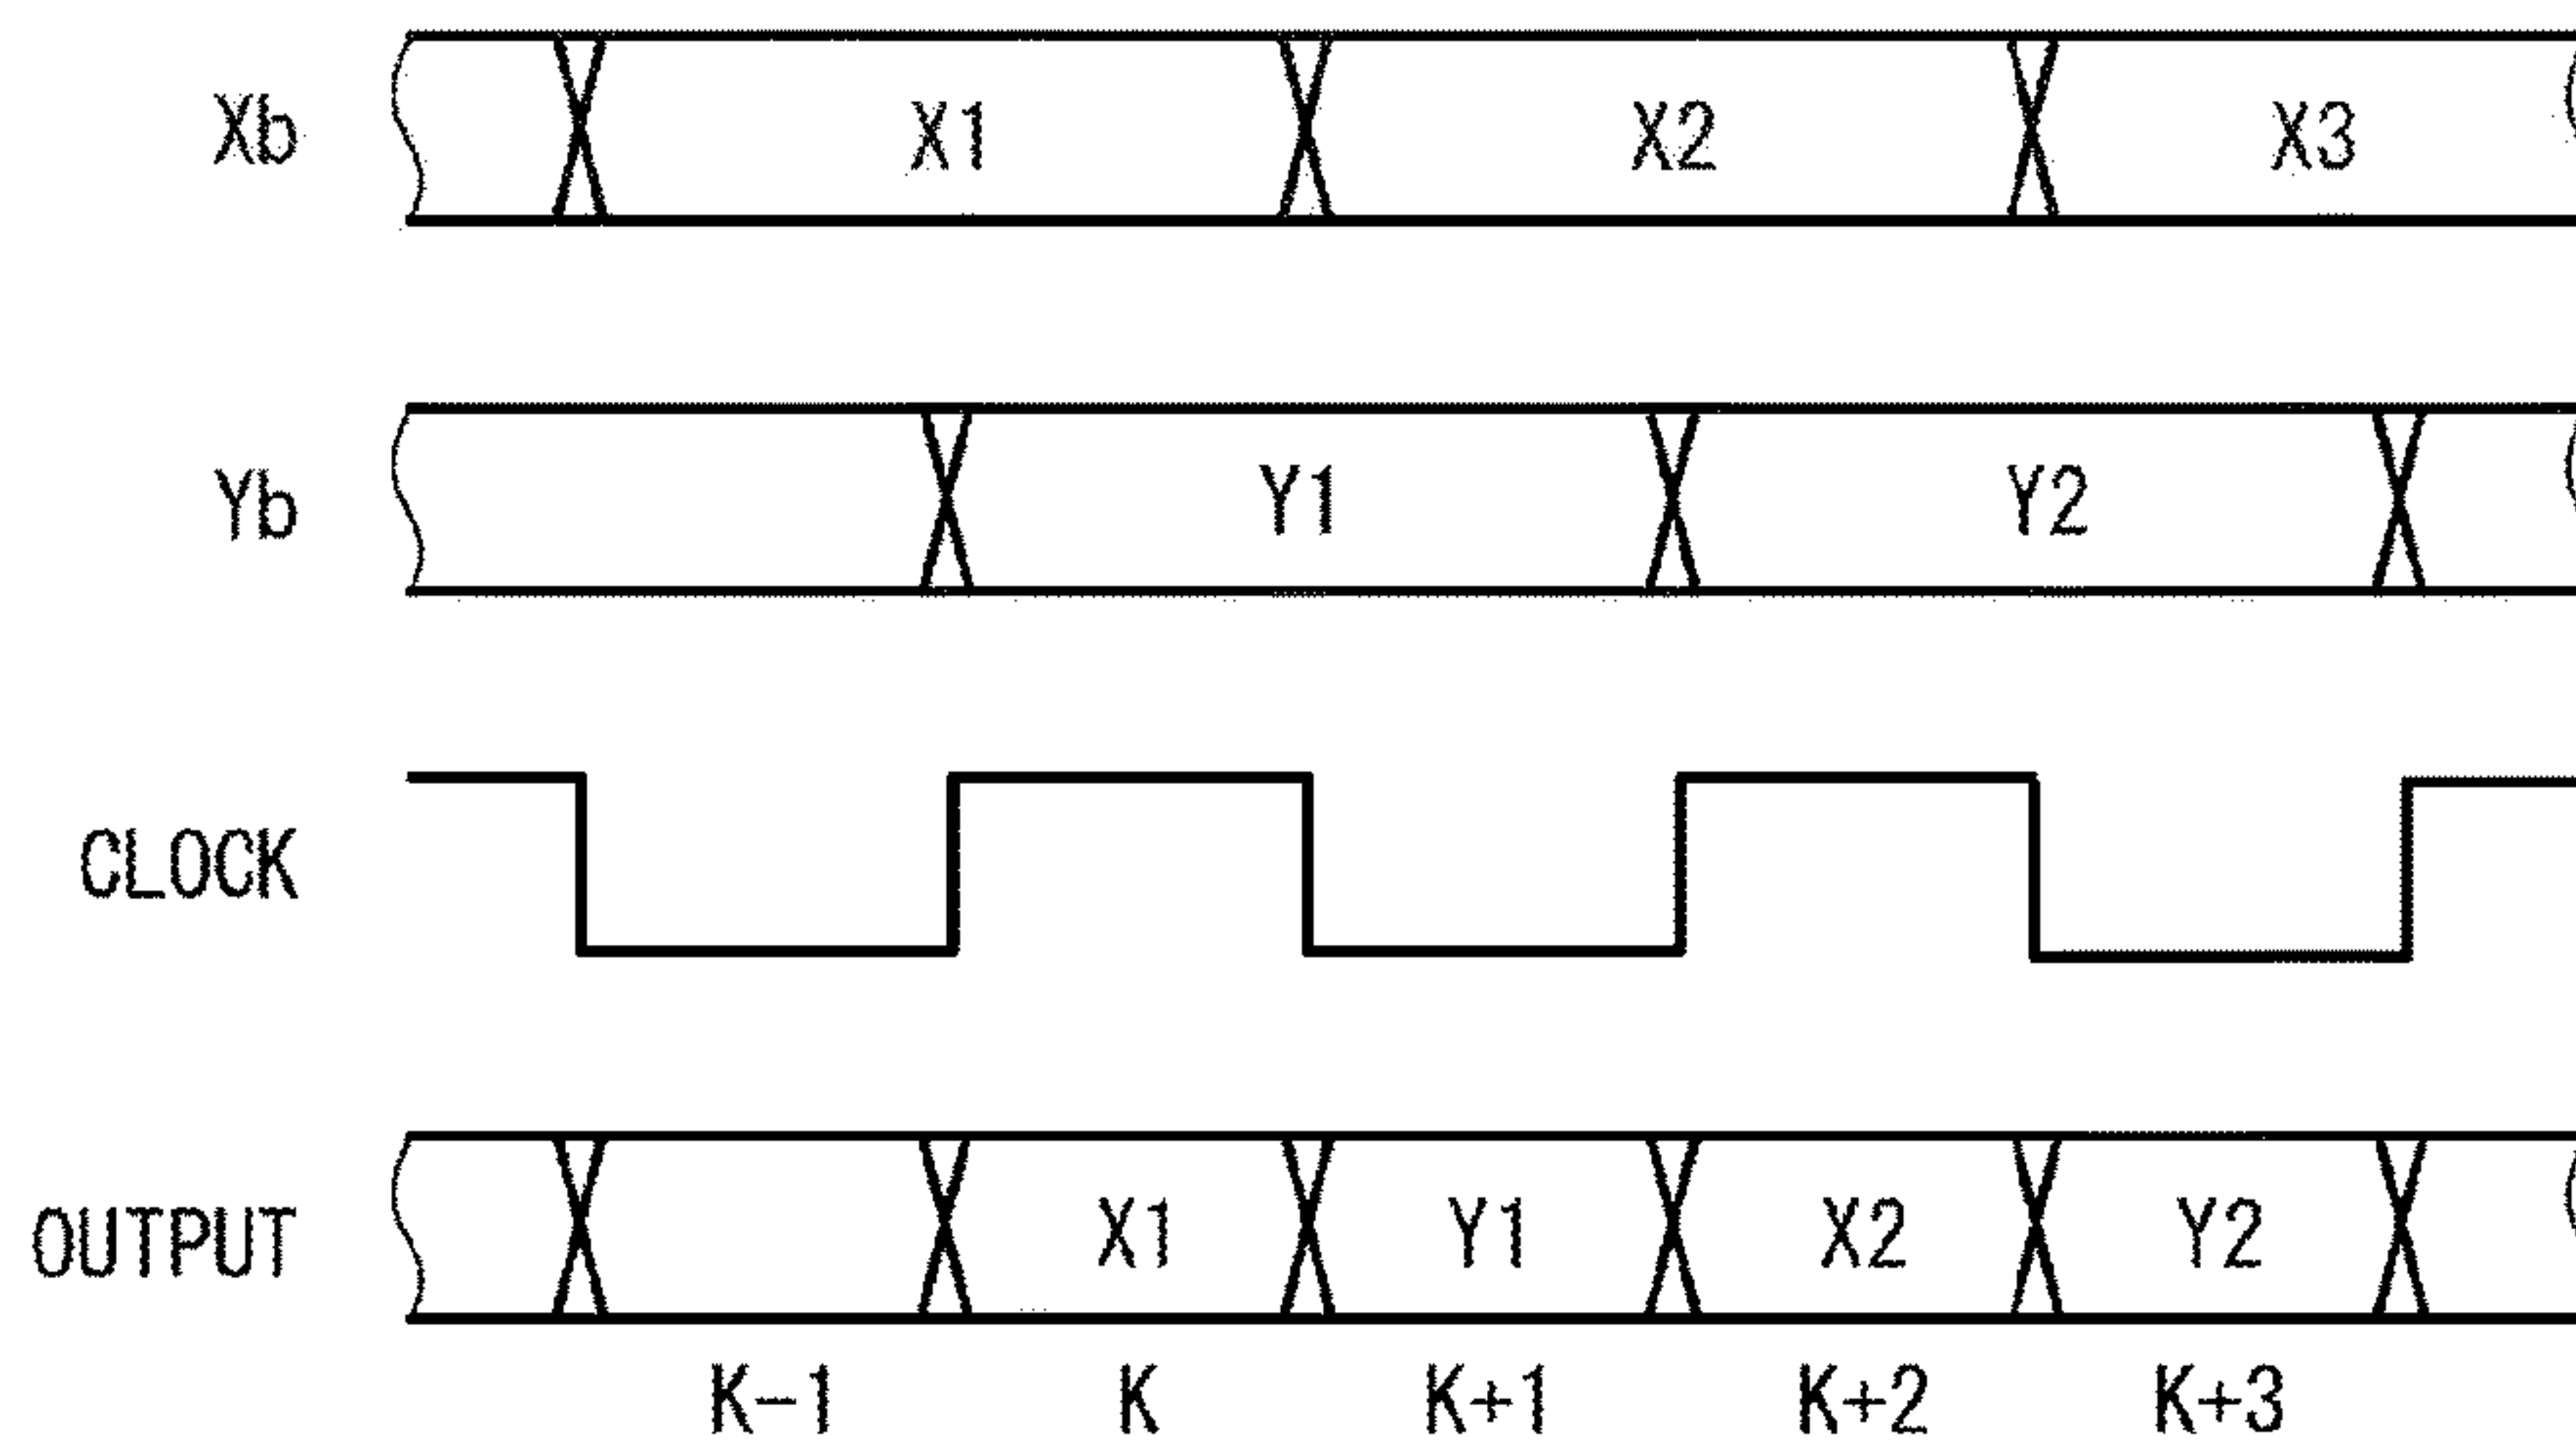 Xb X1 X2 X3
Yb Y1 Y2
CLOCK
OUTPUT X1 Y1 X2 Y2
K-1 K K+1 K+2 K+3